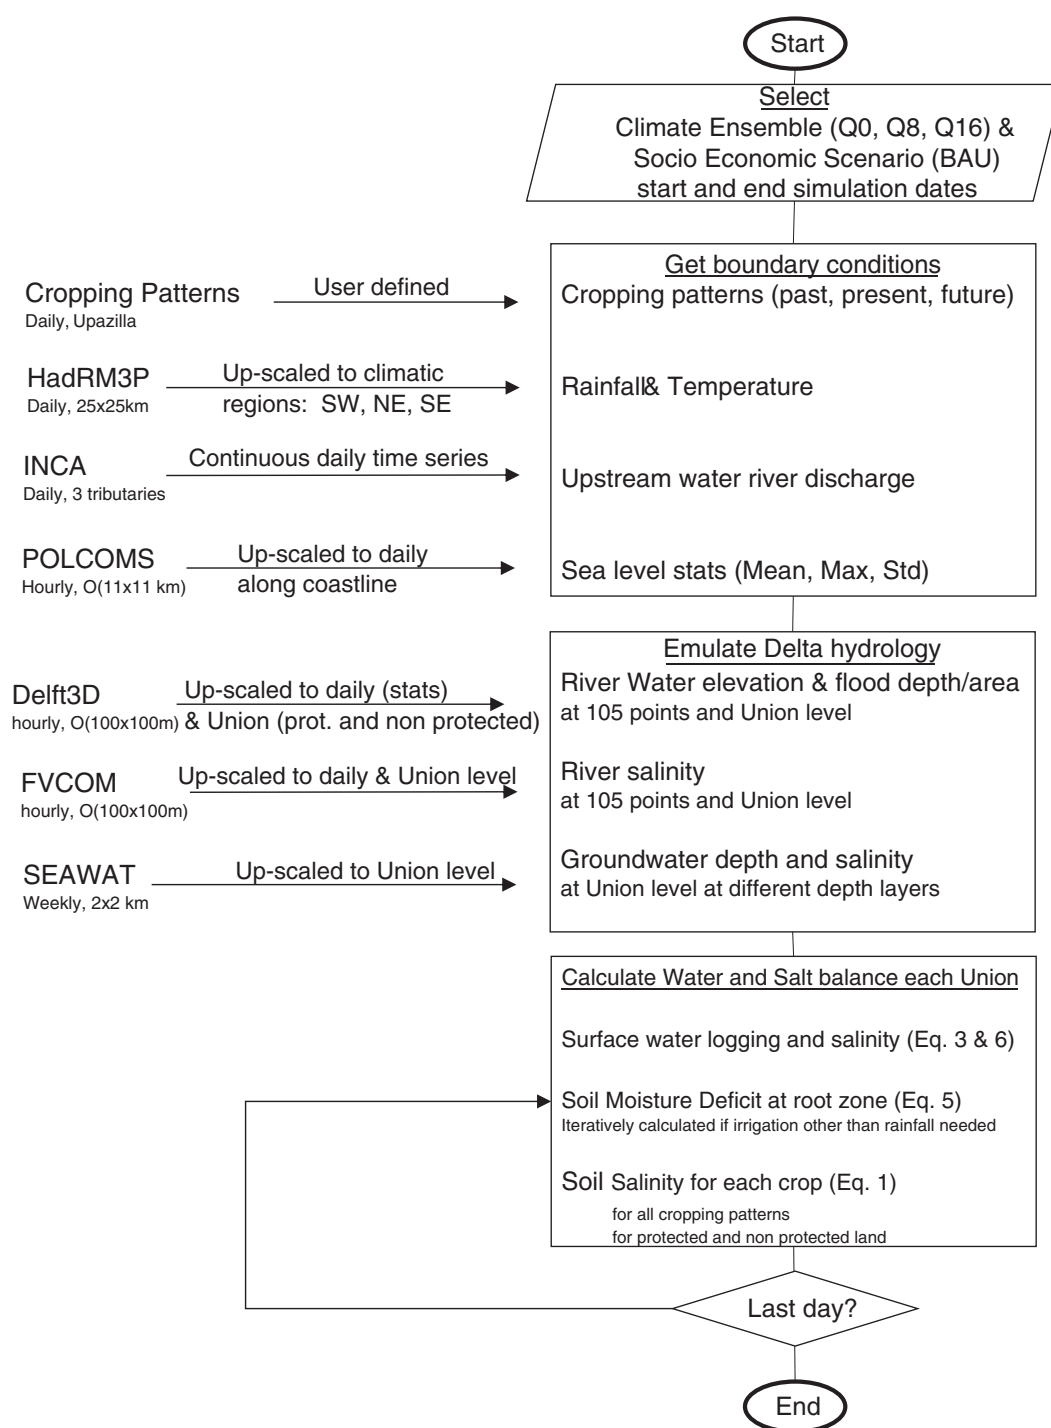 Start
Select
Climate Ensemble (Q0, Q8, Q16) &
Socio Economic Scenario (BAU)
start and end simulation dates
Get boundary conditions
Cropping Patterns
Daily, Upazilla
User defined
Cropping patterns (past, present, future)
HadRM3P
Daily, 25x25km
Up-scaled to climatic
regions: SW, NE, SE
Rainfall& Temperature
INCA
Daily, 3 tributaries
Continuous daily time series
Upstream water river discharge
POLCOMS
Hourly, O(11x11 km)
Up-scaled to daily
along coastline
Sea level stats (Mean, Max, Std)
Emulate Delta hydrology
Delft3D
hourly, O(100x100m)
Up-scaled to daily (stats)
& Union (prot. and non protected)
River Water elevation & flood depth/area
at 105 points and Union level
FVCOM
hourly, O(100x100m)
Up-scaled to daily & Union level
River salinity
at 105 points and Union level
SEAWAT
Weekly, 2x2 km
Up-scaled to Union level
Groundwater depth and salinity
at Union level at different depth layers
Calculate Water and Salt balance each Union
Surface water logging and salinity (Eq. 3 & 6)
Soil Moisture Deficit at root zone (Eq. 5)
Iteratively calculated if irrigation other than rainfall needed
Soil Salinity for each crop (Eq. 1)
for all cropping patterns
for protected and non protected land
Last day?
End